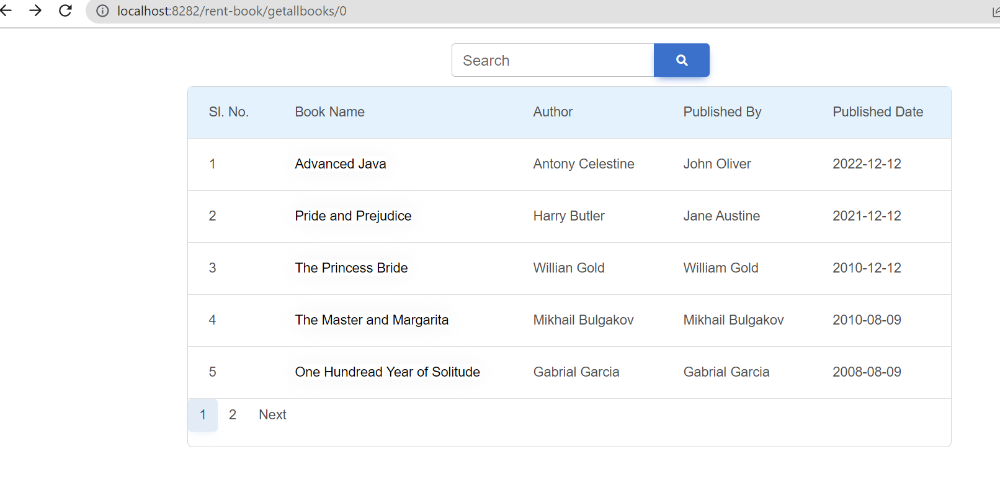 localhost:8282/rent-book/getallbooks/0
Search
Sl. No. Book Name Author Published By Published Date
1 Advanced Java Antony Celestine John Oliver 2022-12-12
2 Pride and Prejudice Harry Butler Jane Austine 2021-12-12
3 The Princess Bride Willian Gold William Gold 2010-12-12
4 The Master and Margarita Mikhail Bulgakov Mikhail Bulgakov 2010-08-09
5 One Hundread Year of Solitude Gabrial Garcia Gabrial Garcia 2008-08-09
1 2 Next